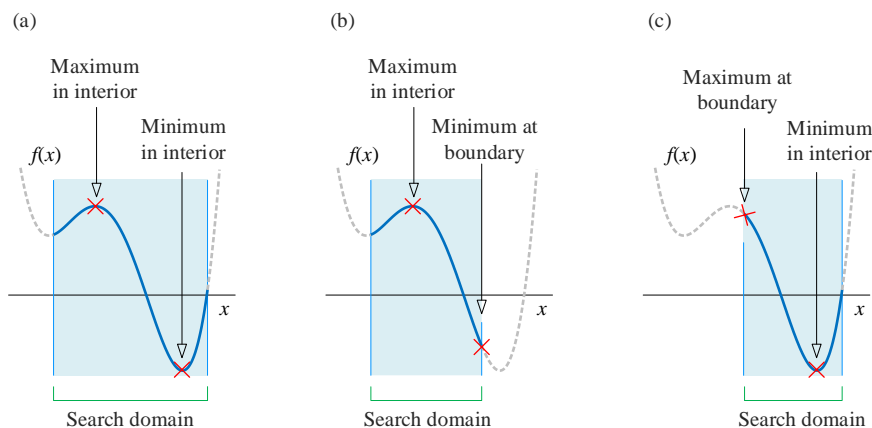 (a)
Maximum
in interior
Minimum
in interior
f(x)
x
Search domain
(b)
Maximum
in interior
Minimum at
boundary
f(x)
x
Search domain
(c)
Maximum at
boundary
Minimum
in interior
f(x)
x
Search domain